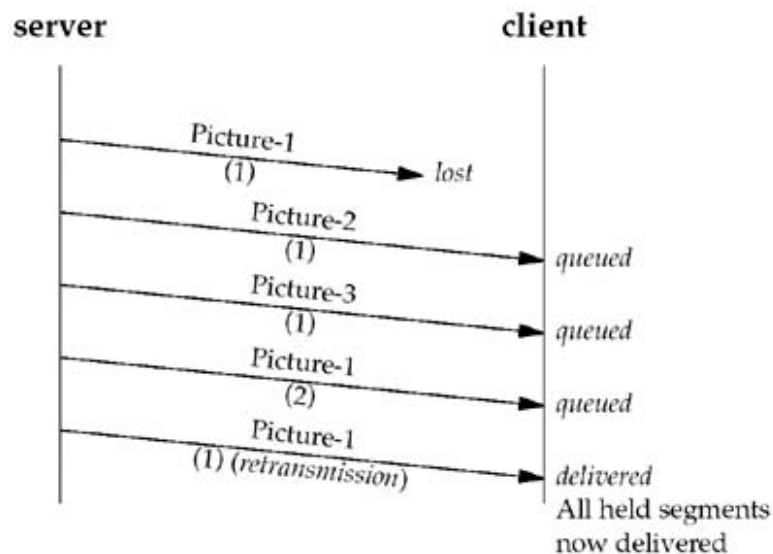 server
client
Picture-1
(1)
lost
Picture-2
(1)
queued
Picture-3
(1)
queued
Picture-1
(2)
queued
Picture-1
(1) (retransmission)
delivered
All held segments
now delivered